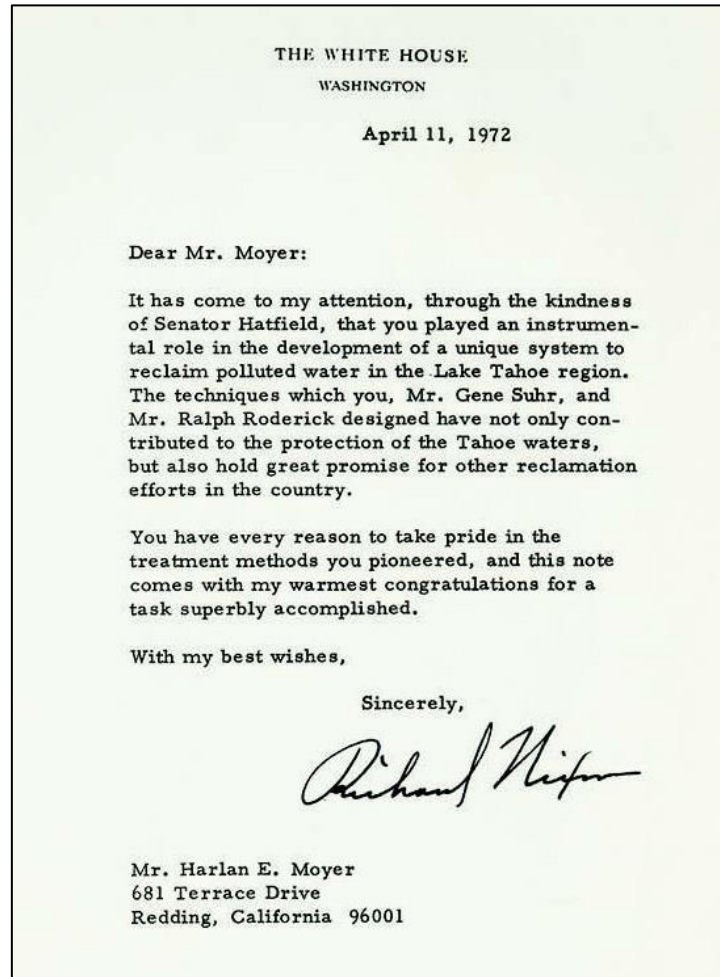 THE WHITE HOUSE
WASHINGTON
April 11, 1972
Dear Mr. Moyer:
It has come to my attention, through the kindness
of Senator Hatfield, that you played an instrumen-
tal role in the development of a unique system to
reclaim polluted water in the Lake Tahoe region.
The techniques which you, Mr. Gene Suhr, and
Mr. Ralph Roderick designed have not only con-
tributed to the protection of the Tahoe waters,
but also hold great promise for other reclamation
efforts in the country.
You have every reason to take pride in the
treatment methods you pioneered, and this note
comes with my warmest congratulations for a
task superbly accomplished.
With my best wishes,
Sincerely,
Richard Nixon
Mr. Harlan E. Moyer
681 Terrace Drive
Redding, California 96001